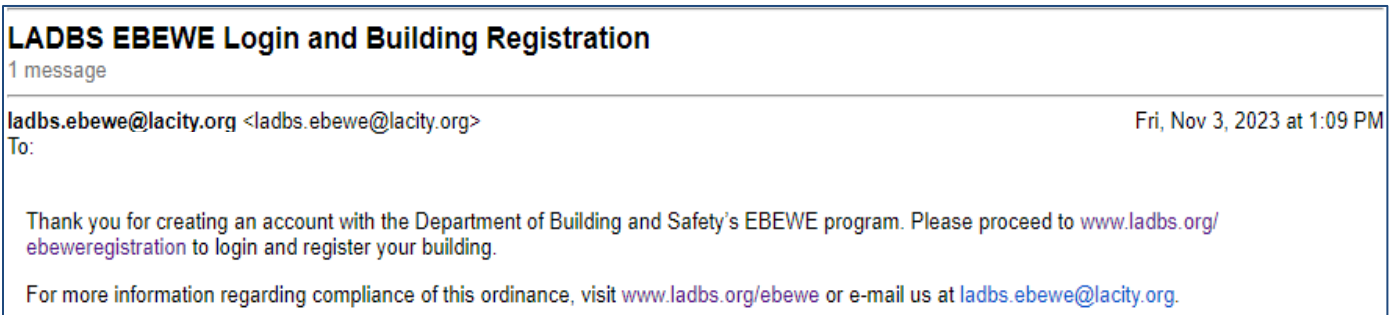 LADBS EBEWE Login and Building Registration
1 message
ladbs.ebewe@lacity.org <ladbs.ebewe@lacity.org> Fri, Nov 3, 2023 at 1:09 PM
To:
Thank you for creating an account with the Department of Building and Safety's EBEWE program. Please proceed to www.ladbs.org/
ebeweregistration to login and register your building.
For more information regarding compliance of this ordinance, visit www.ladbs.org/ebewe or e-mail us at ladbs.ebewe@lacity.org.